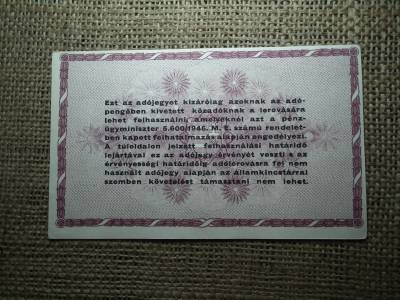 Ezt az adójegyet kizárólag azoknak az adó-
pengőben kivetett közadóknak a lerovására
lehet felhasználni, amelyeknél azt a pénz-
ügyminiszter 5.600/1946. M. E. számú rendelet-
ben kapott felhatalmazás alapján engedélyezi.
A túloldalon jelzett felhasználási határidő
lejártával ez az adójegy érvényét veszti s az
érvényességi határidőig adólerovásra fel nem
használt adójegy alapján az államkincstárral
szemben követelést támasztani nem lehet.